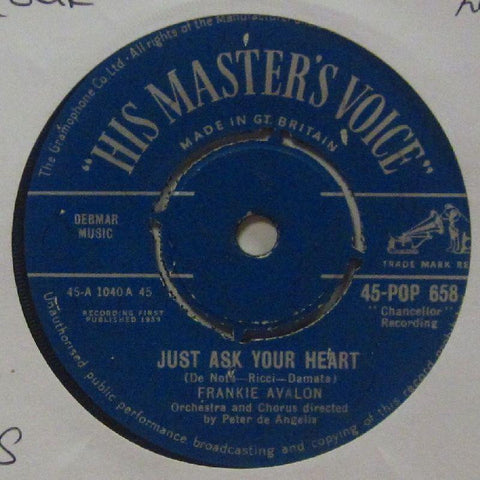 The Gramophone Co Ltd. All rights of the Manufacturer
"HIS MASTER'S VOICE"
MADE IN GT. BRITAIN
DEBMAR
MUSIC
TRADE MARK RE
45-A 1040 A 45
45-POP 658
RECORDING FIRST
PUBLISHED 1959
"Chancellor"
Recording
JUST ASK YOUR HEART
(De Nota—Ricci—Damata)
FRANKIE AVALON
Orchestra and Chorus directed
by Peter de Angelis
Unauthorised public performance broadcasting and copying of this record